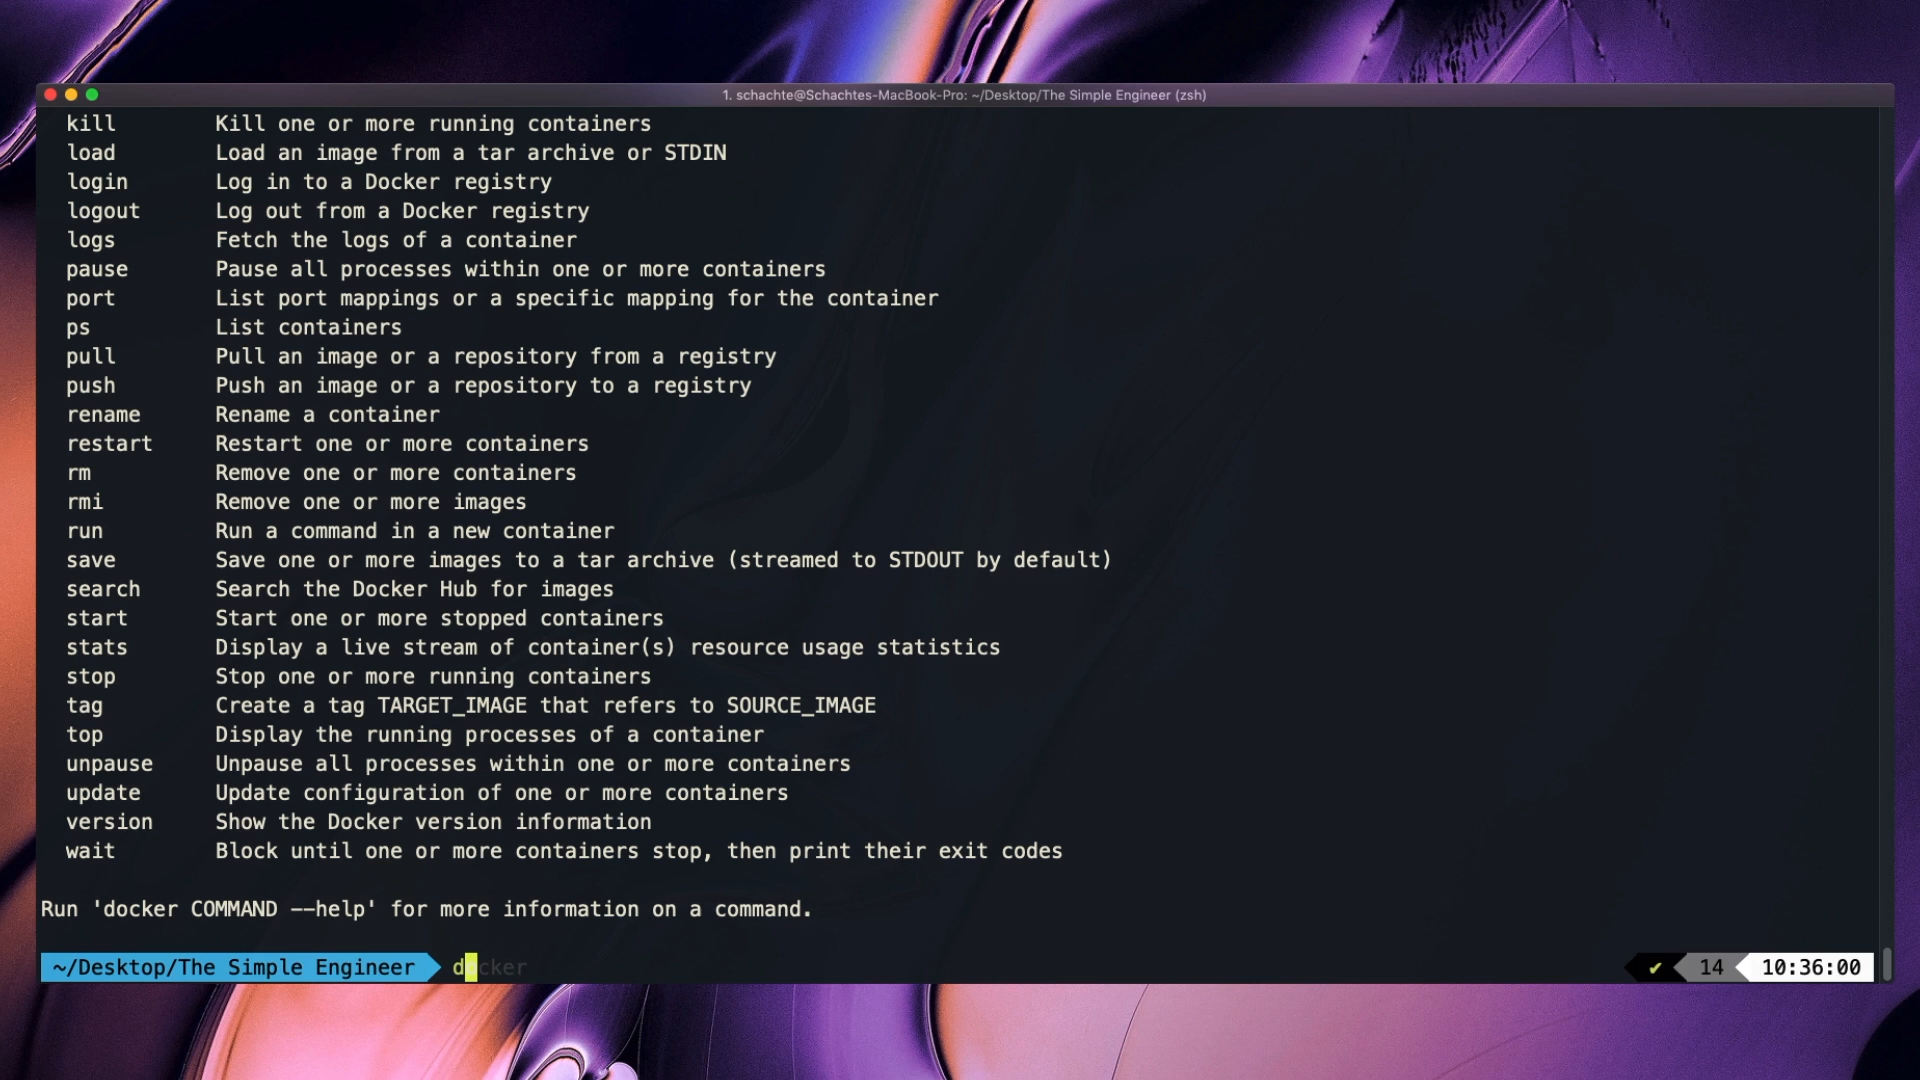 1. schachte@Schachtes-MacBook-Pro: ~/Desktop/The Simple Engineer (zsh)
kill Kill one or more running containers
load Load an image from a tar archive or STDIN
login Log in to a Docker registry
logout Log out from a Docker registry
logs Fetch the logs of a container
pause Pause all processes within one or more containers
port List port mappings or a specific mapping for the container
ps List containers
pull Pull an image or a repository from a registry
push Push an image or a repository to a registry
rename Rename a container
restart Restart one or more containers
rm Remove one or more containers
rmi Remove one or more images
run Run a command in a new container
save Save one or more images to a tar archive (streamed to STDOUT by default)
search Search the Docker Hub for images
start Start one or more stopped containers
stats Display a live stream of container(s) resource usage statistics
stop Stop one or more running containers
tag Create a tag TARGET_IMAGE that refers to SOURCE_IMAGE
top Display the running processes of a container
unpause Unpause all processes within one or more containers
update Update configuration of one or more containers
version Show the Docker version information
wait Block until one or more containers stop, then print their exit codes
Run 'docker COMMAND --help' for more information on a command.
~/Desktop/The Simple Engineer docker ✔ 14 10:36:00